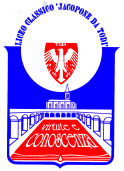 LICEO CLASSICO "JACOPONE DA TODI"
virtute e
conoscenza